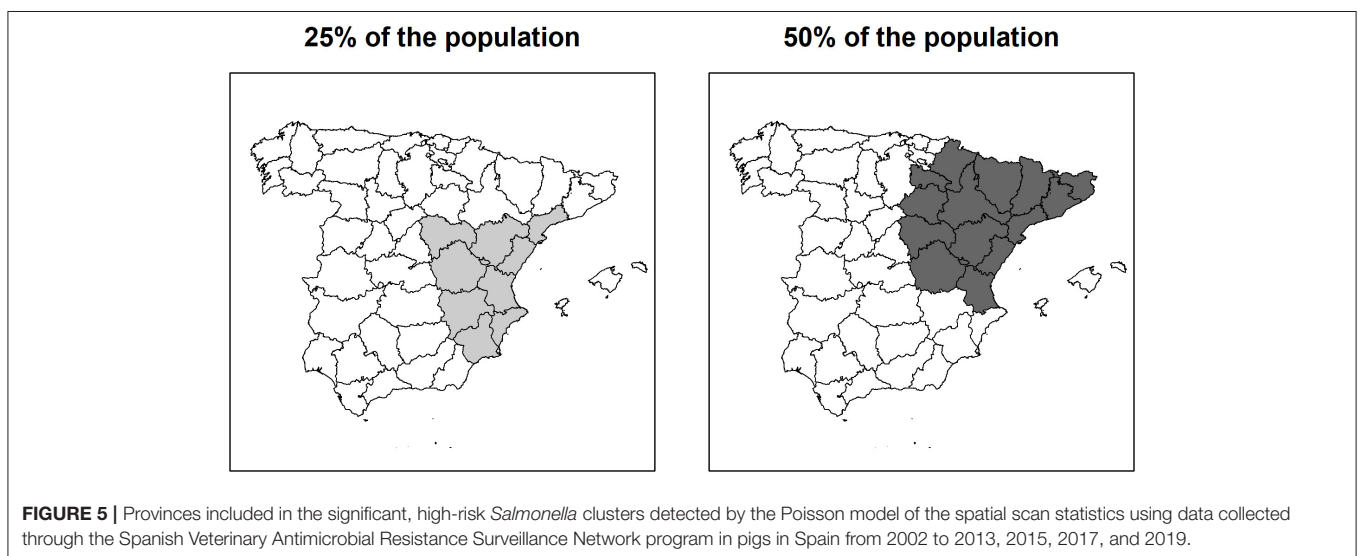 25% of the population
50% of the population
FIGURE 5 | Provinces included in the significant, high-risk Salmonella clusters detected by the Poisson model of the spatial scan statistics using data collected
through the Spanish Veterinary Antimicrobial Resistance Surveillance Network program in pigs in Spain from 2002 to 2013, 2015, 2017, and 2019.